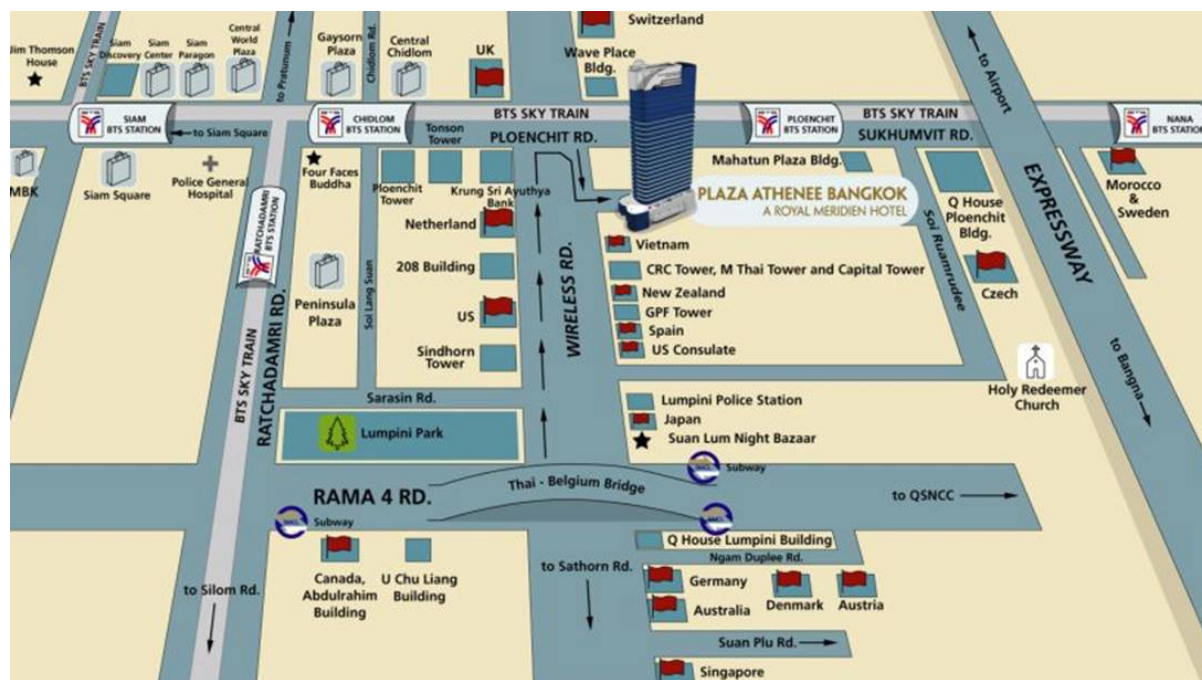 Switzerland
Jim Thomson
House
BTS SKY TRAIN
Siam
Discovery
Siam
Center
Siam
Paragon
Central
World
Plaza
to Pratunum
Gaysorn
Plaza
Chidlom Rd.
Central
Chidlom
UK
Wave Place
Bldg.
to Airport
SIAM
BTS STATION
to Siam Square
CHIDLOM
BTS STATION
BTS SKY TRAIN
Tonson
Tower
PLOENCHIT RD.
PLOENCHIT
BTS STATION
BTS SKY TRAIN
SUKHUMVIT RD.
NANA
BTS STATION
MBK
Siam Square
Police General
Hospital
Four Faces
Buddha
Ploenchit
Tower
Krung Sri Ayuthya
Bank
Mahatun Plaza Bldg.
PLAZA ATHENEE BANGKOK
A ROYAL MERIDIEN HOTEL
Q House
Ploenchit
Bldg.
EXPRESSWAY
Morocco
&
Sweden
RATCHADAMRI
BTS STATION
Netherland
208 Building
US
Sindhorn
Tower
Peninsula
Plaza
Soi Lang Suan
WIRELESS RD.
Vietnam
CRC Tower, M Thai Tower and Capital Tower
New Zealand
GPF Tower
Spain
US Consulate
Soi Ruamrudee
Czech
BTS SKY TRAIN
RATCHADAMRI RD.
to Bangna
Holy Redeemer
Church
Sarasin Rd.
Lumpini Park
Lumpini Police Station
Japan
Suan Lum Night Bazaar
Subway
Thai - Belgium Bridge
RAMA 4 RD.
to QSNCC
Subway
Q House Lumpini Building
Ngam Duplee Rd.
to Silom Rd.
Canada,
Abdulrahim
Building
U Chu Liang
Building
to Sathorn Rd.
Germany
Australia
Denmark
Austria
Suan Plu Rd.
Singapore